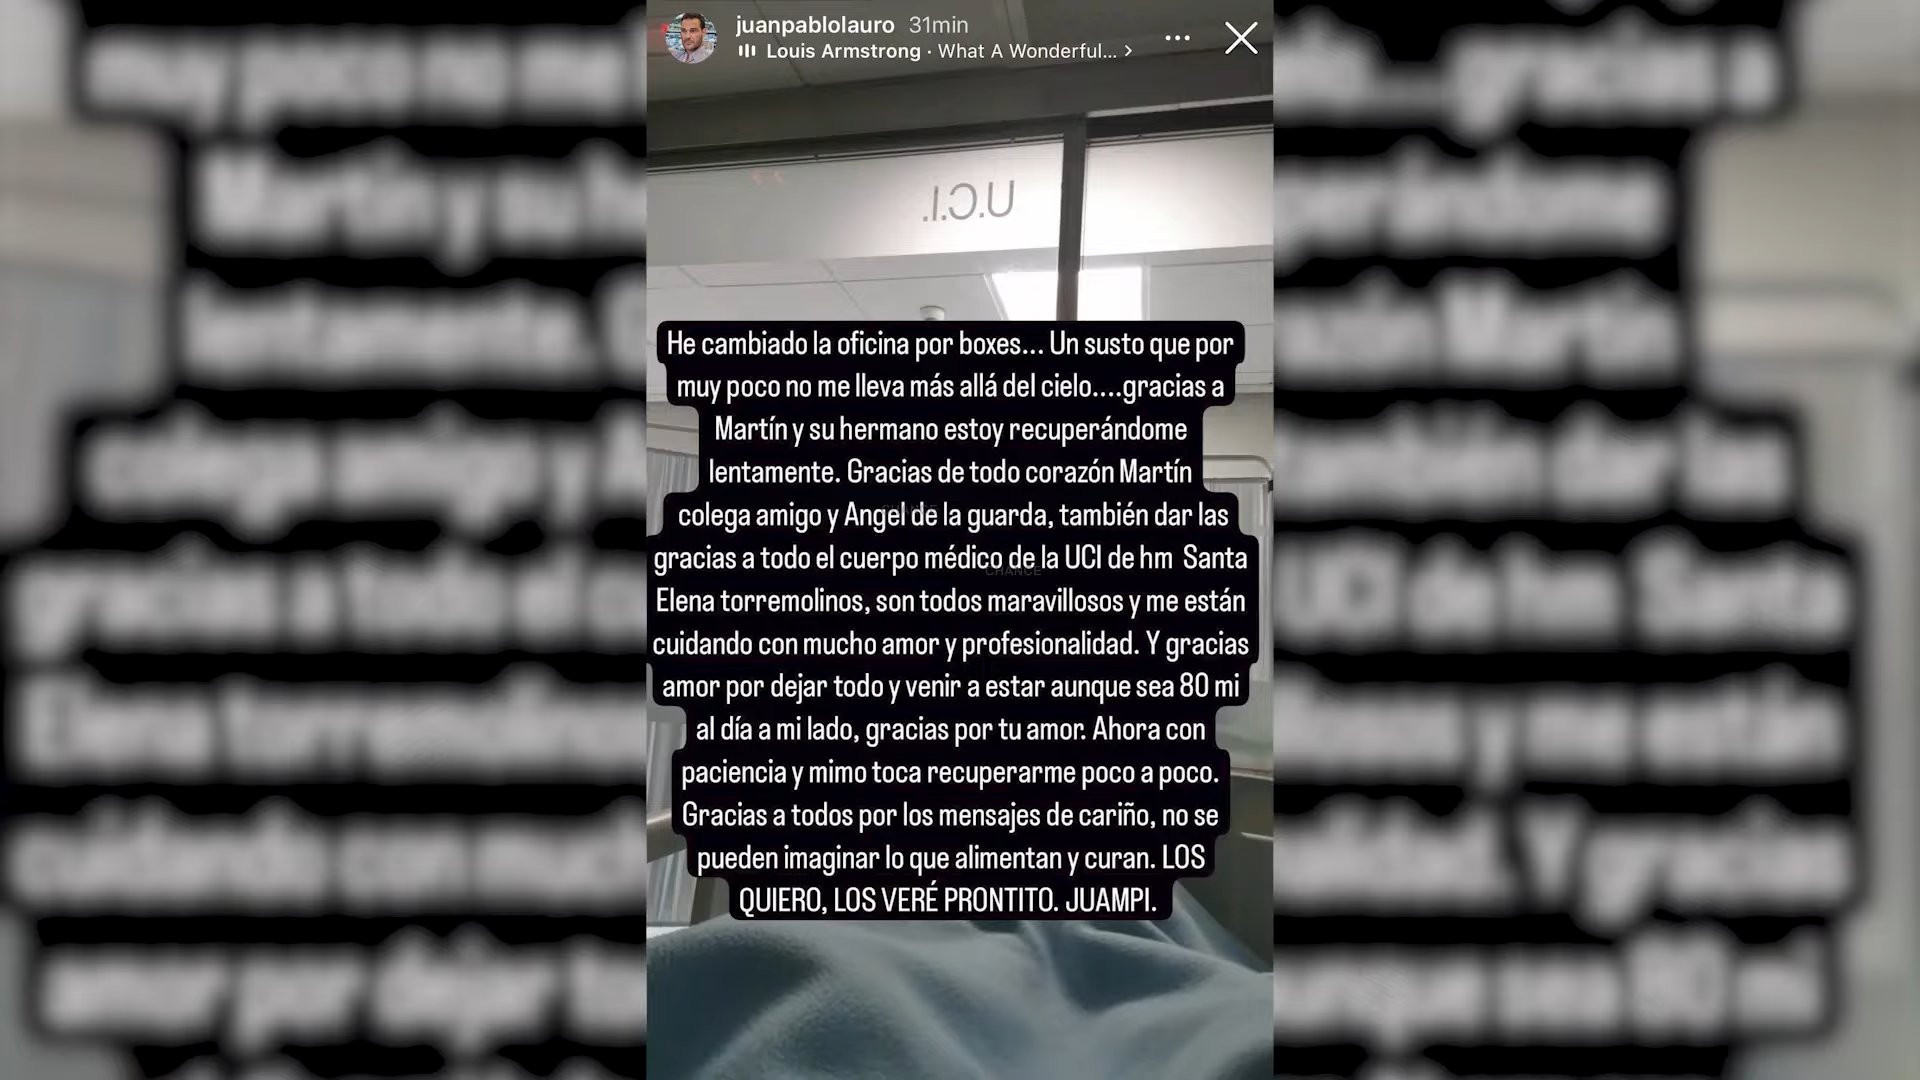 juanpablolauro 31min
Louis Armstrong · What A Wonderful... >
U.C.I.
He cambiado la oficina por boxes... Un susto que por
muy poco no me lleva más allá del cielo....gracias a
Martín y su hermano estoy recuperándome
lentamente. Gracias de todo corazón Martín
colega amigo y Angel de la guarda, también dar las
gracias a todo el cuerpo médico de la UCI de hm Santa
Elena torremolinos, son todos maravillosos y me están
cuidando con mucho amor y profesionalidad. Y gracias
amor por dejar todo y venir a estar aunque sea 80 mi
al día a mi lado, gracias por tu amor. Ahora con
paciencia y mimo toca recuperarme poco a poco.
Gracias a todos por los mensajes de cariño, no se
pueden imaginar lo que alimentan y curan. LOS
QUIERO, LOS VERÉ PRONTITO. JUAMPI.